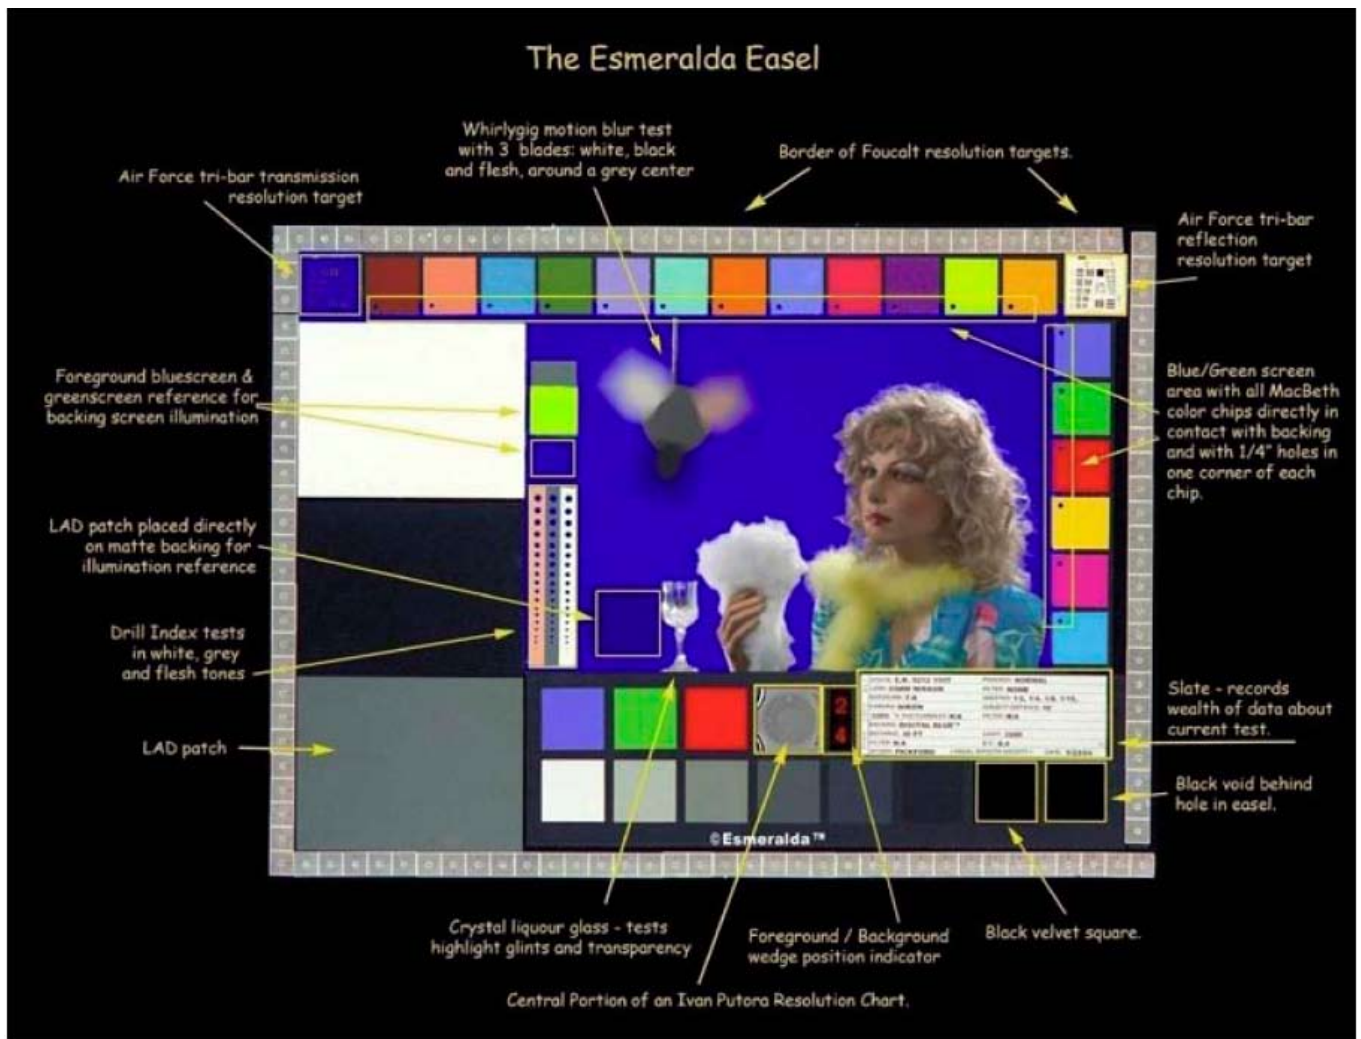 The Esmeralda Easel
Whirlygig motion blur test
with 3 blades: white, black
and flesh, around a grey center
Border of Foucalt resolution targets.
Air Force tri-bar transmission
resolution target
Air Force tri-bar
reflection
resolution target
Foreground bluescreen &
greenscreen reference for
backing screen illumination
Blue/Green screen
area with all MacBeth
color chips directly in
contact with backing
and with 1/4" holes in
one corner of each
chip.
LAD patch placed directly
on matte backing for
illumination reference
Drill Index tests
in white, grey
and flesh tones
LAD patch
2
4
Slate - records
wealth of data about
current test.
Black void behind
hole in easel.
©Esmeralda™
Crystal liquour glass - tests
highlight glints and transparency
Foreground / Background
wedge position indicator
Black velvet square.
Central Portion of an Ivan Putora Resolution Chart.